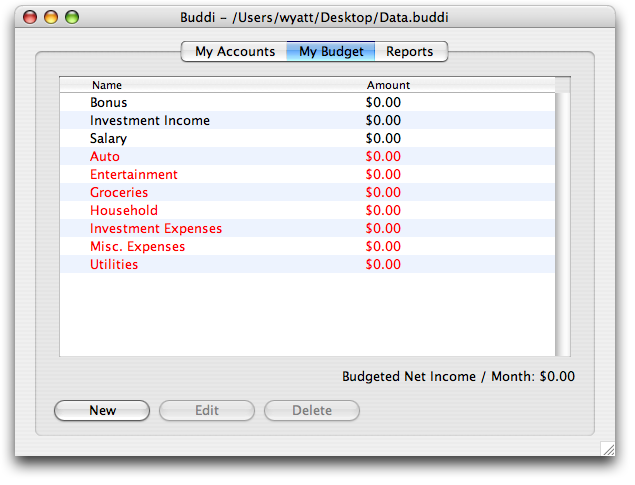 Buddi – /Users/wyatt/Desktop/Data.buddi
My Accounts My Budget Reports
Name Amount
Bonus $0.00
Investment Income $0.00
Salary $0.00
Auto $0.00
Entertainment $0.00
Groceries $0.00
Household $0.00
Investment Expenses $0.00
Misc. Expenses $0.00
Utilities $0.00
Budgeted Net Income / Month: $0.00
New Edit Delete